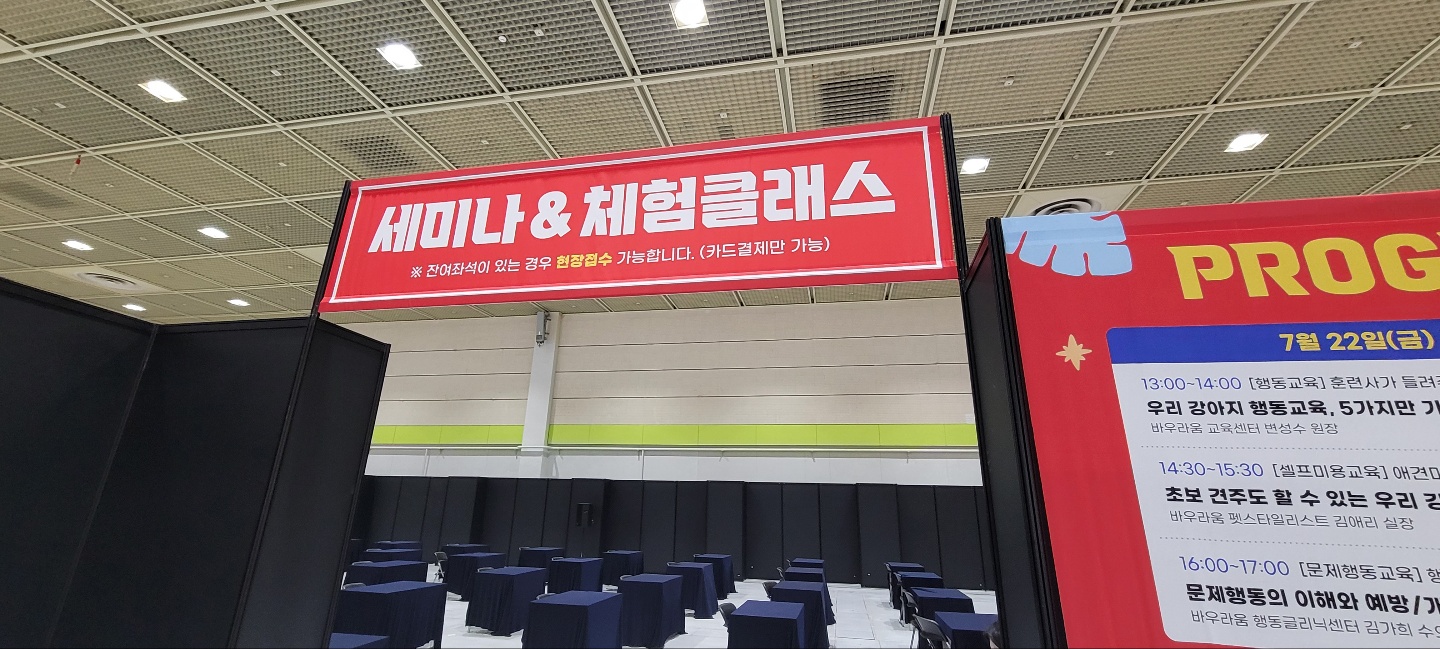 세미나 & 체험클래스
※ 잔여좌석이 있는 경우 현장접수 가능합니다. (카드결제만 가능)
PROG
7월 22일(금)
13:00~14:00 [행동교육] 훈련사가 들려
우리 강아지 행동교육, 5가지만
바우라움 교육센터 변성수 원장
14:30~15:30 [셀프미용교육] 애견
초보 견주도 할 수 있는 우리
바우라움 펫스타일리스트 김애리 실장
16:00~17:00 [문제행동교육]
문제행동의 이해와 예방/
바우라움 행동클리닉센터 김가희